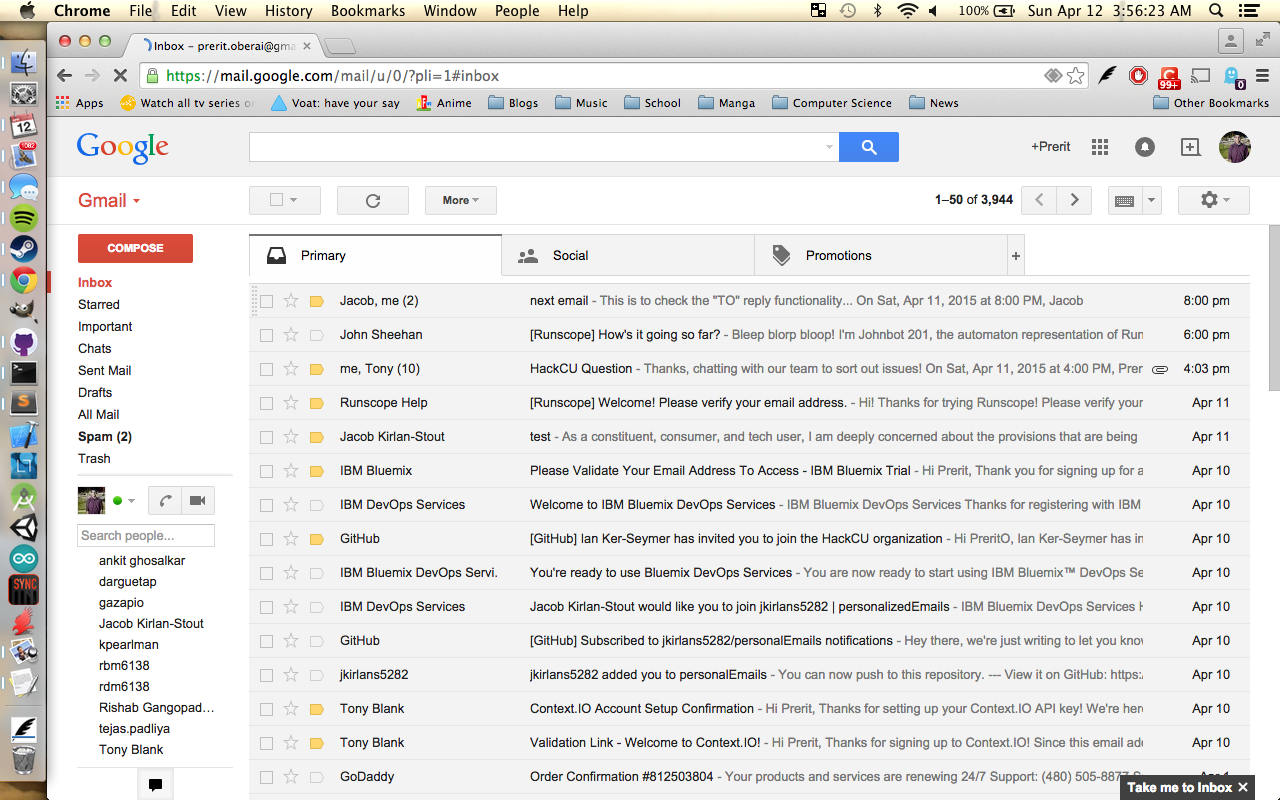 Chrome File Edit View History Bookmarks Window People Help 100% Sun Apr 12 3:56:23 AM
Inbox – prerit.oberai@gma
https://mail.google.com/mail/u/0/?pli=1#inbox 99+ 0
Apps Watch all tv series o Voat: have your say Anime Blogs Music School Manga Computer Science News Other Bookmarks
12
1082
SYNC
Google +Prerit
Gmail More 1–50 of 3,944
COMPOSE
Inbox
Starred
Important
Chats
Sent Mail
Drafts
All Mail
Spam (2)
Trash
Search people...
ankit ghosalkar
darguetap
gazapio
Jacob Kirlan-Stout
kpearlman
rbm6138
rdm6138
Rishab Gangopad...
tejas.padliya
Tony Blank
Primary Social Promotions +
Jacob, me (2) next email - This is to check the "TO" reply functionality... On Sat, Apr 11, 2015 at 8:00 PM, Jacob 8:00 pm
John Sheehan [Runscope] How's it going so far? - Bleep blorp bloop! I'm Johnbot 201, the automaton representation of Run 6:00 pm
me, Tony (10) HackCU Question - Thanks, chatting with our team to sort out issues! On Sat, Apr 11, 2015 at 4:00 PM, Prer 4:03 pm
Runscope Help [Runscope] Welcome! Please verify your email address. - Hi! Thanks for trying Runscope! Please verify your Apr 11
Jacob Kirlan-Stout test - As a constituent, consumer, and tech user, I am deeply concerned about the provisions that are being Apr 11
IBM Bluemix Please Validate Your Email Address To Access - IBM Bluemix Trial - Hi Prerit, Thank you for signing up for a Apr 10
IBM DevOps Services Welcome to IBM Bluemix DevOps Services - IBM DevOps Services Thanks for registering with IBM Apr 10
GitHub [GitHub] Ian Ker-Seymer has invited you to join the HackCU organization - Hi PreritO, Ian Ker-Seymer has in Apr 10
IBM Bluemix DevOps Servi. You're ready to use Bluemix DevOps Services - You are now ready to start using IBM Bluemix™ DevOps Se Apr 10
IBM DevOps Services Jacob Kirlan-Stout would like you to join jkirlans5282 | personalizedEmails - IBM Bluemix DevOps Services H Apr 10
GitHub [GitHub] Subscribed to jkirlans5282/personalEmails notifications - Hey there, we're just writing to let you know Apr 10
jkirlans5282 jkirlans5282 added you to personalEmails - You can now push to this repository. --- View it on GitHub: https:/ Apr 10
Tony Blank Context.IO Account Setup Confirmation - Hi Prerit, Thanks for setting up your Context.IO API key! We're here Apr 10
Tony Blank Validation Link - Welcome to Context.IO! - Hi Prerit, Thanks for signing up to Context.IO! Since this email add Apr 10
GoDaddy Order Confirmation #812503804 - Your products and services are renewing 24/7 Support: (480) 505-8877 S
Take me to Inbox ×